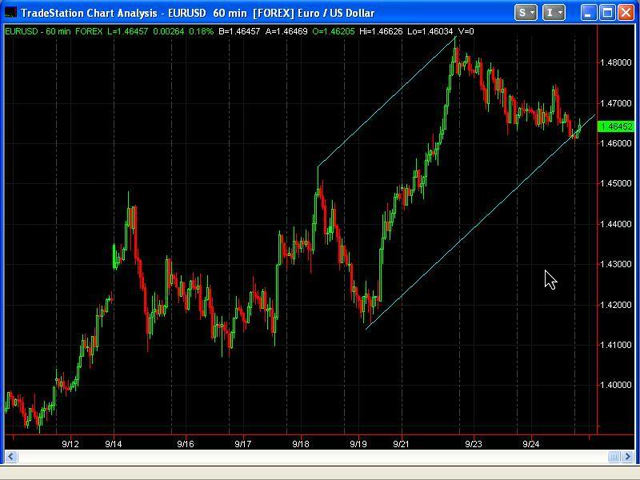 TradeStation Chart Analysis - EURUSD 60 min [FOREX] Euro / US Dollar
S
I
EURUSD - 60 min FOREX L=1.46457 0.00264 0.18% B=1.46457 A=1.46469 O=1.46205 Hi=1.46626 Lo=1.46034 V=0
1.48000
1.47000
1.46452
1.46000
1.45000
1.44000
1.43000
1.42000
1.41000
1.40000
9/12 9/14 9/16 9/17 9/18 9/19 9/21 9/23 9/24